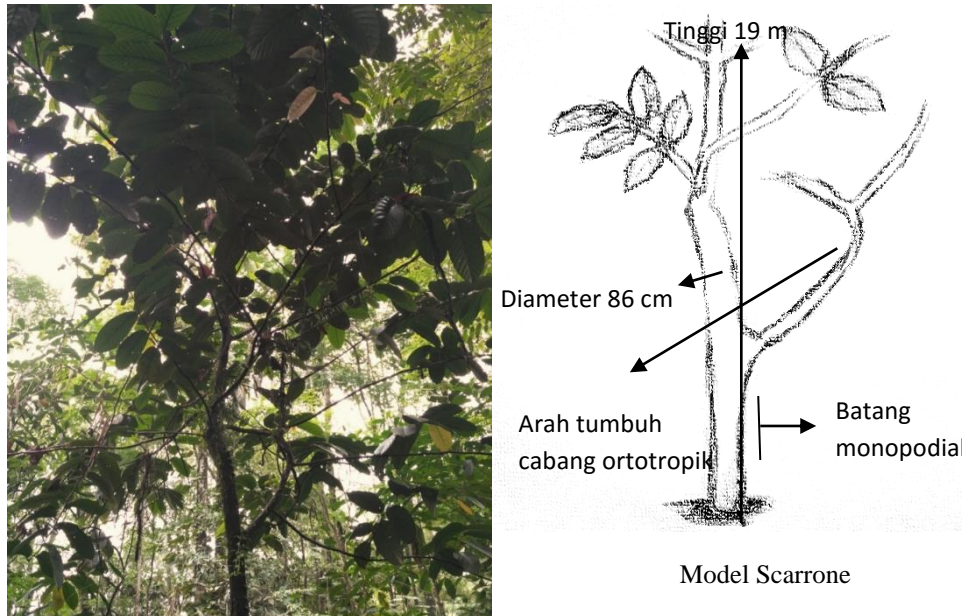 Tinggi 19 m
Diameter 86 cm
Arah tumbuh
cabang ortotropik
Batang
monopodial
Model Scarrone